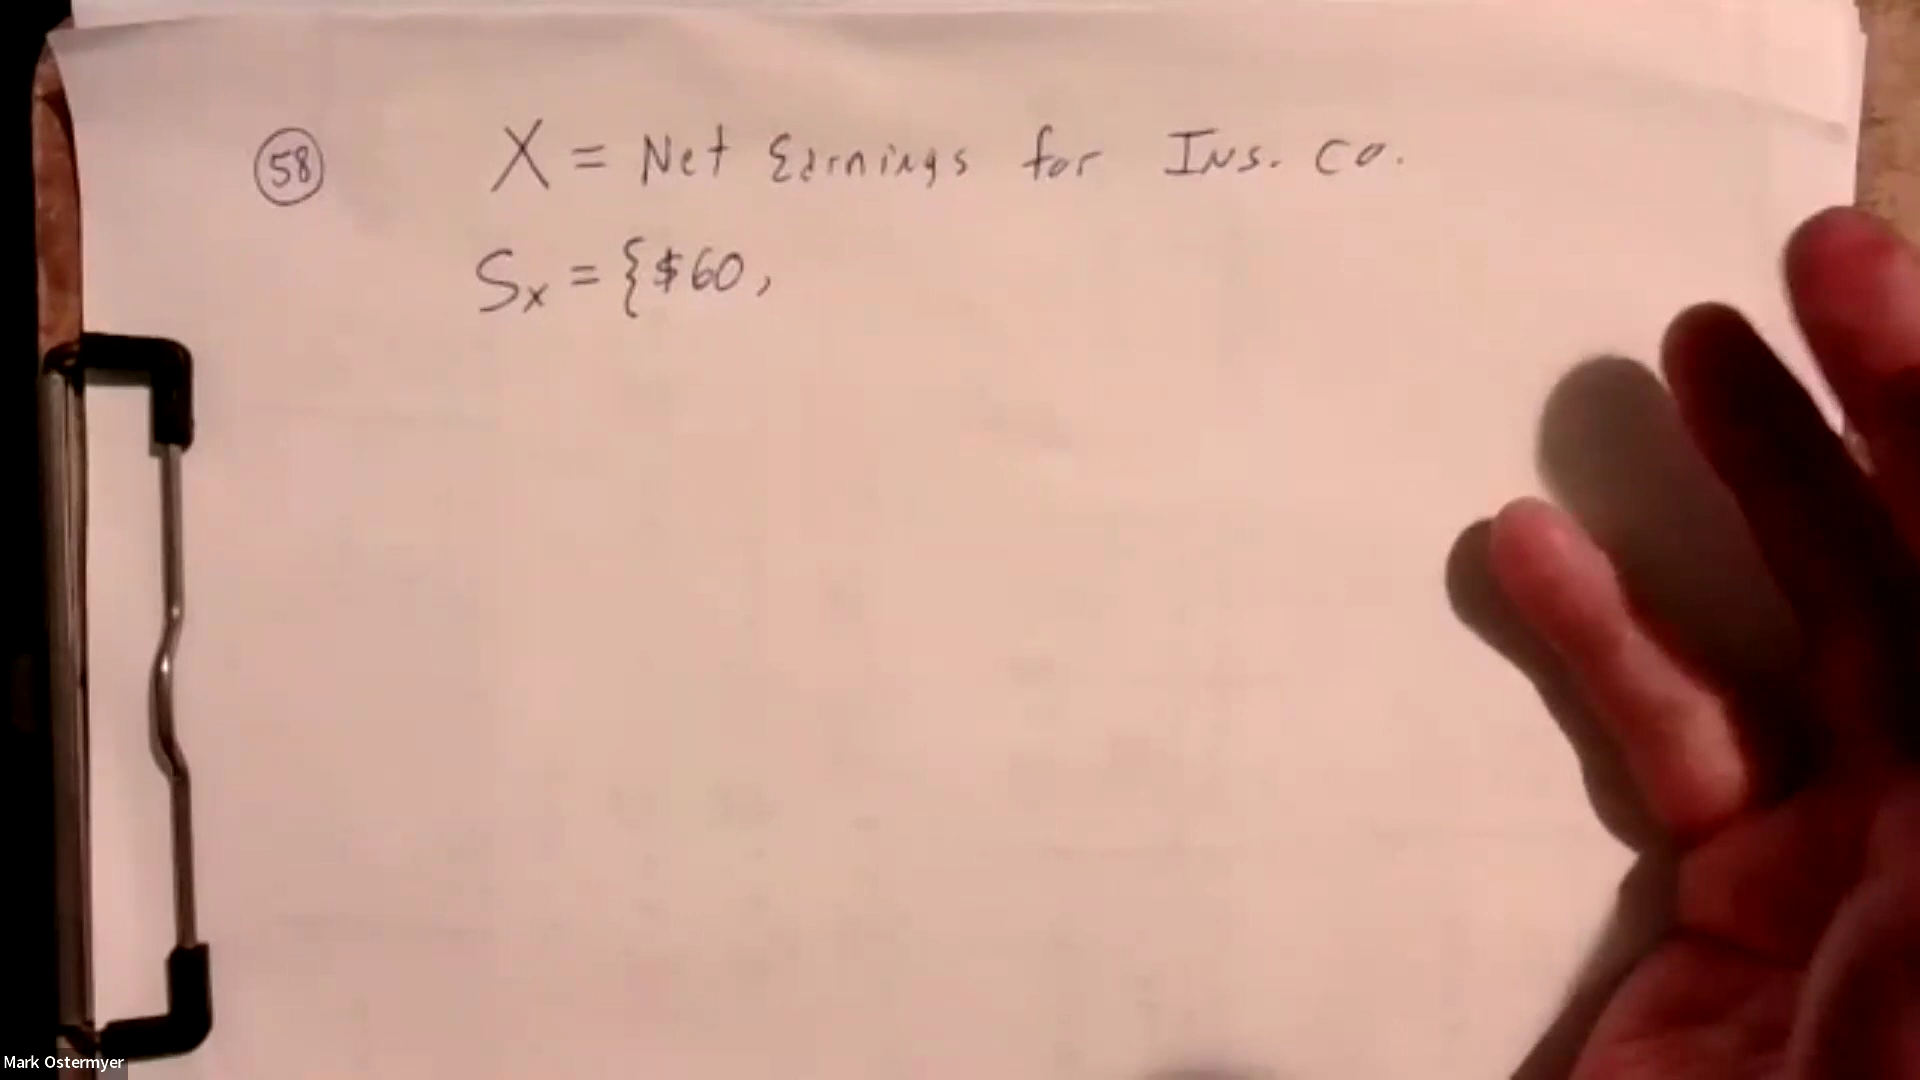 58 X = Net Earnings for Ins. Co.
Sx = {$60,
Mark Ostermyer